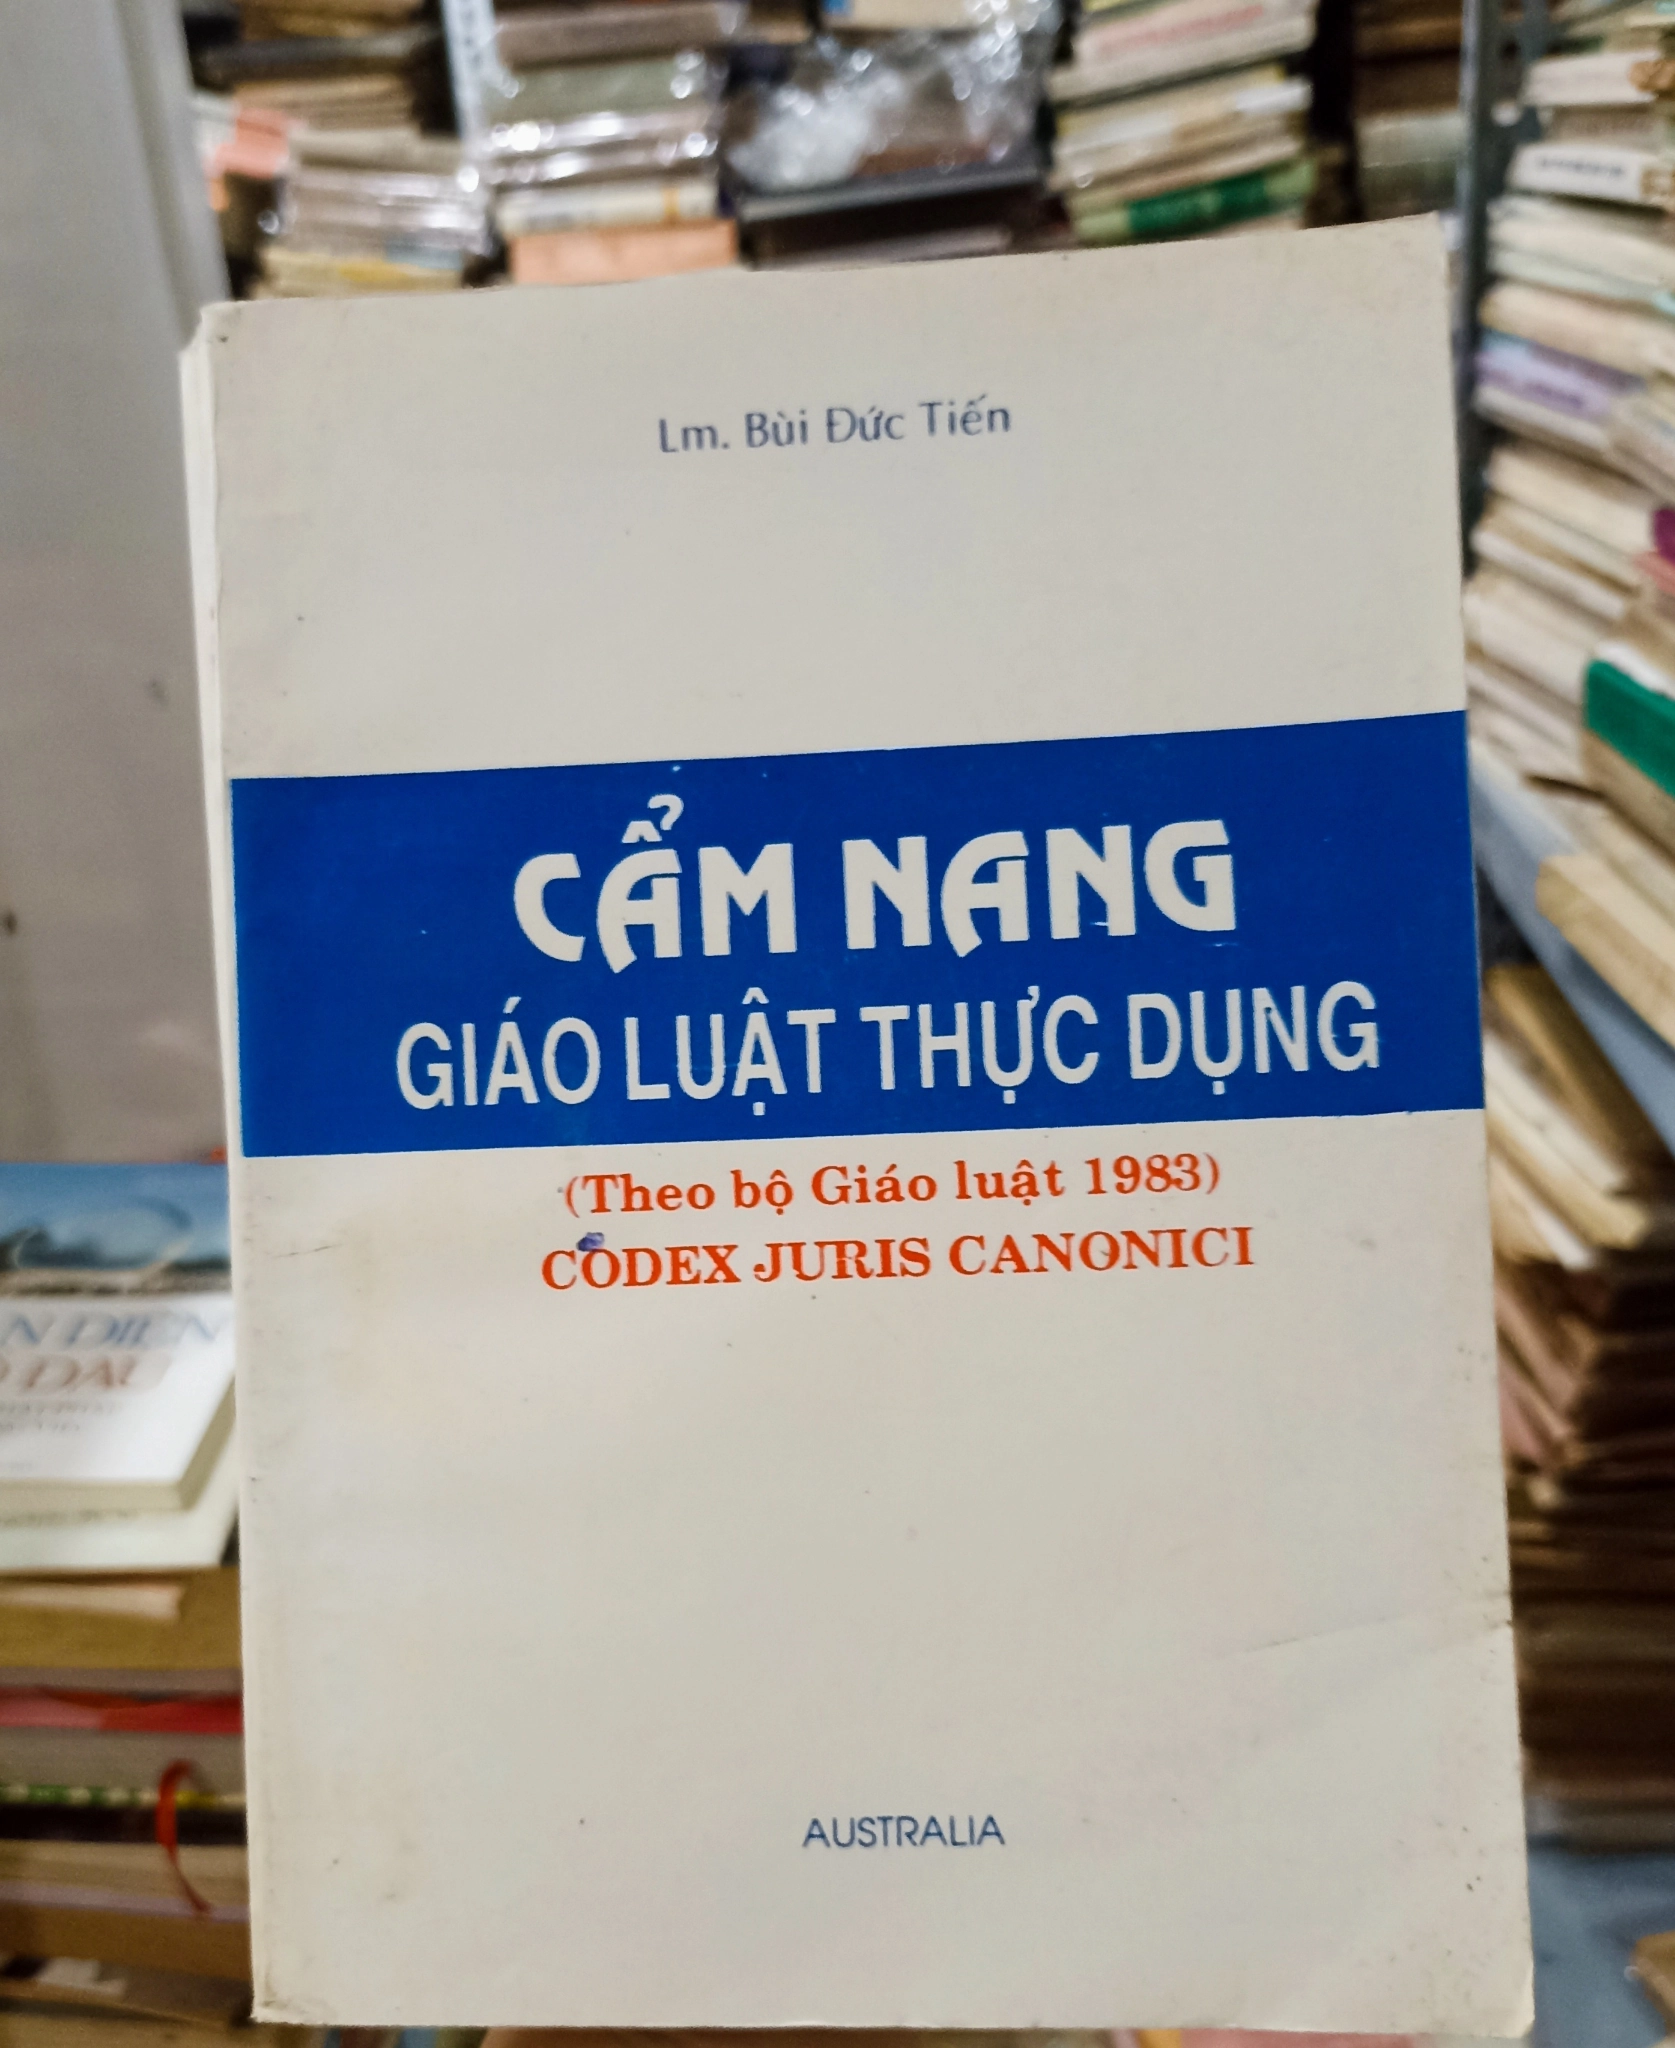 Lm. Bùi Đức Tiến
CẨM NANG
GIÁO LUẬT THỰC DỤNG
(Theo bộ Giáo luật 1983)
CODEX JURIS CANONICI
AUSTRALIA